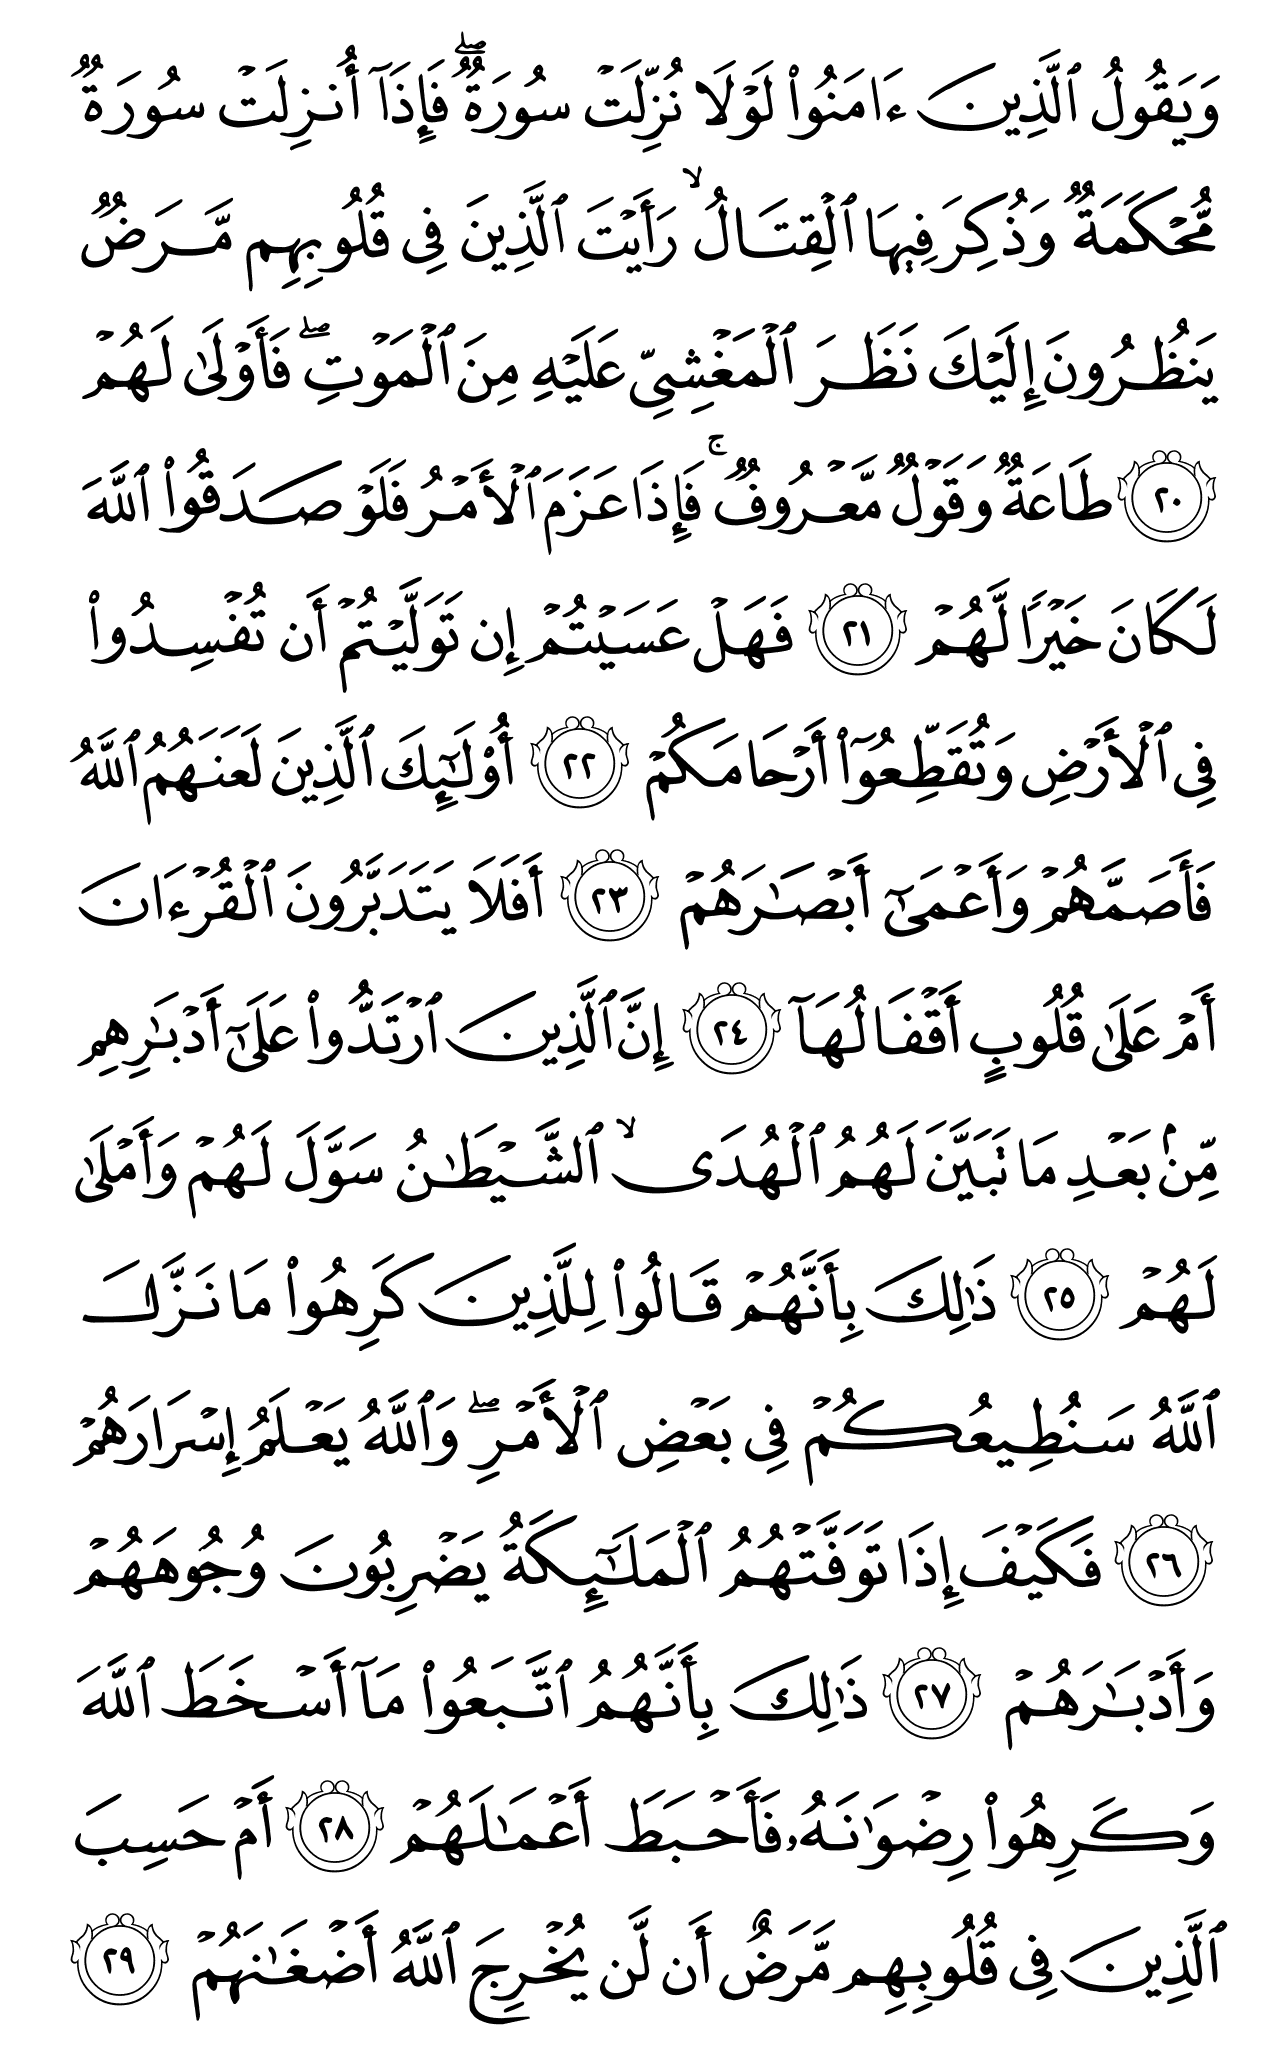 وَيَقُولُ ٱلَّذِينَ ءَامَنُوا۟ لَوْلَا نُزِّلَتْ سُورَةٌ ۖ فَإِذَآ أُنزِلَتْ سُورَةٌ
مُّحْكَمَةٌ وَذُكِرَ فِيهَا ٱلْقِتَالُ ۙ رَأَيْتَ ٱلَّذِينَ فِى قُلُوبِهِم مَّرَضٌ
يَنظُرُونَ إِلَيْكَ نَظَرَ ٱلْمَغْشِىِّ عَلَيْهِ مِنَ ٱلْمَوْتِ ۖ فَأَوْلَىٰ لَهُمْ
٢٠ طَاعَةٌ وَقَوْلٌ مَّعْرُوفٌ ۚ فَإِذَا عَزَمَ ٱلْأَمْرُ فَلَوْ صَدَقُوا۟ ٱللَّهَ
لَكَانَ خَيْرًا لَّهُمْ ٢١ فَهَلْ عَسَيْتُمْ إِن تَوَلَّيْتُمْ أَن تُفْسِدُوا۟
فِى ٱلْأَرْضِ وَتُقَطِّعُوٓا۟ أَرْحَامَكُمْ ٢٢ أُو۟لَـٰٓئِكَ ٱلَّذِينَ لَعَنَهُمُ ٱللَّهُ
فَأَصَمَّهُمْ وَأَعْمَىٰٓ أَبْصَـٰرَهُمْ ٢٣ أَفَلَا يَتَدَبَّرُونَ ٱلْقُرْءَانَ
أَمْ عَلَىٰ قُلُوبٍ أَقْفَالُهَآ ٢٤ إِنَّ ٱلَّذِينَ ٱرْتَدُّوا۟ عَلَىٰٓ أَدْبَـٰرِهِم
مِّنۢ بَعْدِ مَا تَبَيَّنَ لَهُمُ ٱلْهُدَى ۙ ٱلشَّيْطَـٰنُ سَوَّلَ لَهُمْ وَأَمْلَىٰ
لَهُمْ ٢٥ ذَٰلِكَ بِأَنَّهُمْ قَالُوا۟ لِلَّذِينَ كَرِهُوا۟ مَا نَزَّلَ
ٱللَّهُ سَنُطِيعُكُمْ فِى بَعْضِ ٱلْأَمْرِ ۖ وَٱللَّهُ يَعْلَمُ إِسْرَارَهُمْ
٢٦ فَكَيْفَ إِذَا تَوَفَّتْهُمُ ٱلْمَلَـٰٓئِكَةُ يَضْرِبُونَ وُجُوهَهُمْ
وَأَدْبَـٰرَهُمْ ٢٧ ذَٰلِكَ بِأَنَّهُمُ ٱتَّبَعُوا۟ مَآ أَسْخَطَ ٱللَّهَ
وَكَرِهُوا۟ رِضْوَٰنَهُۥ فَأَحْبَطَ أَعْمَـٰلَهُمْ ٢٨ أَمْ حَسِبَ
ٱلَّذِينَ فِى قُلُوبِهِم مَّرَضٌ أَن لَّن يُخْرِجَ ٱللَّهُ أَضْغَـٰنَهُمْ ٢٩